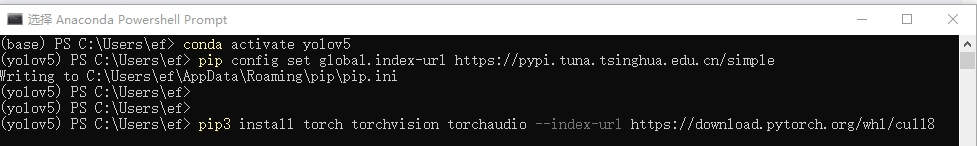 选择 Anaconda Powershell Prompt
(base) PS C:\Users\ef> conda activate yolov5
(yolov5) PS C:\Users\ef> pip config set global.index-url https://pypi.tuna.tsinghua.edu.cn/simple
Writing to C:\Users\ef\AppData\Roaming\pip\pip.ini
(yolov5) PS C:\Users\ef>
(yolov5) PS C:\Users\ef>
(yolov5) PS C:\Users\ef> pip3 install torch torchvision torchaudio --index-url https://download.pytorch.org/whl/cu118